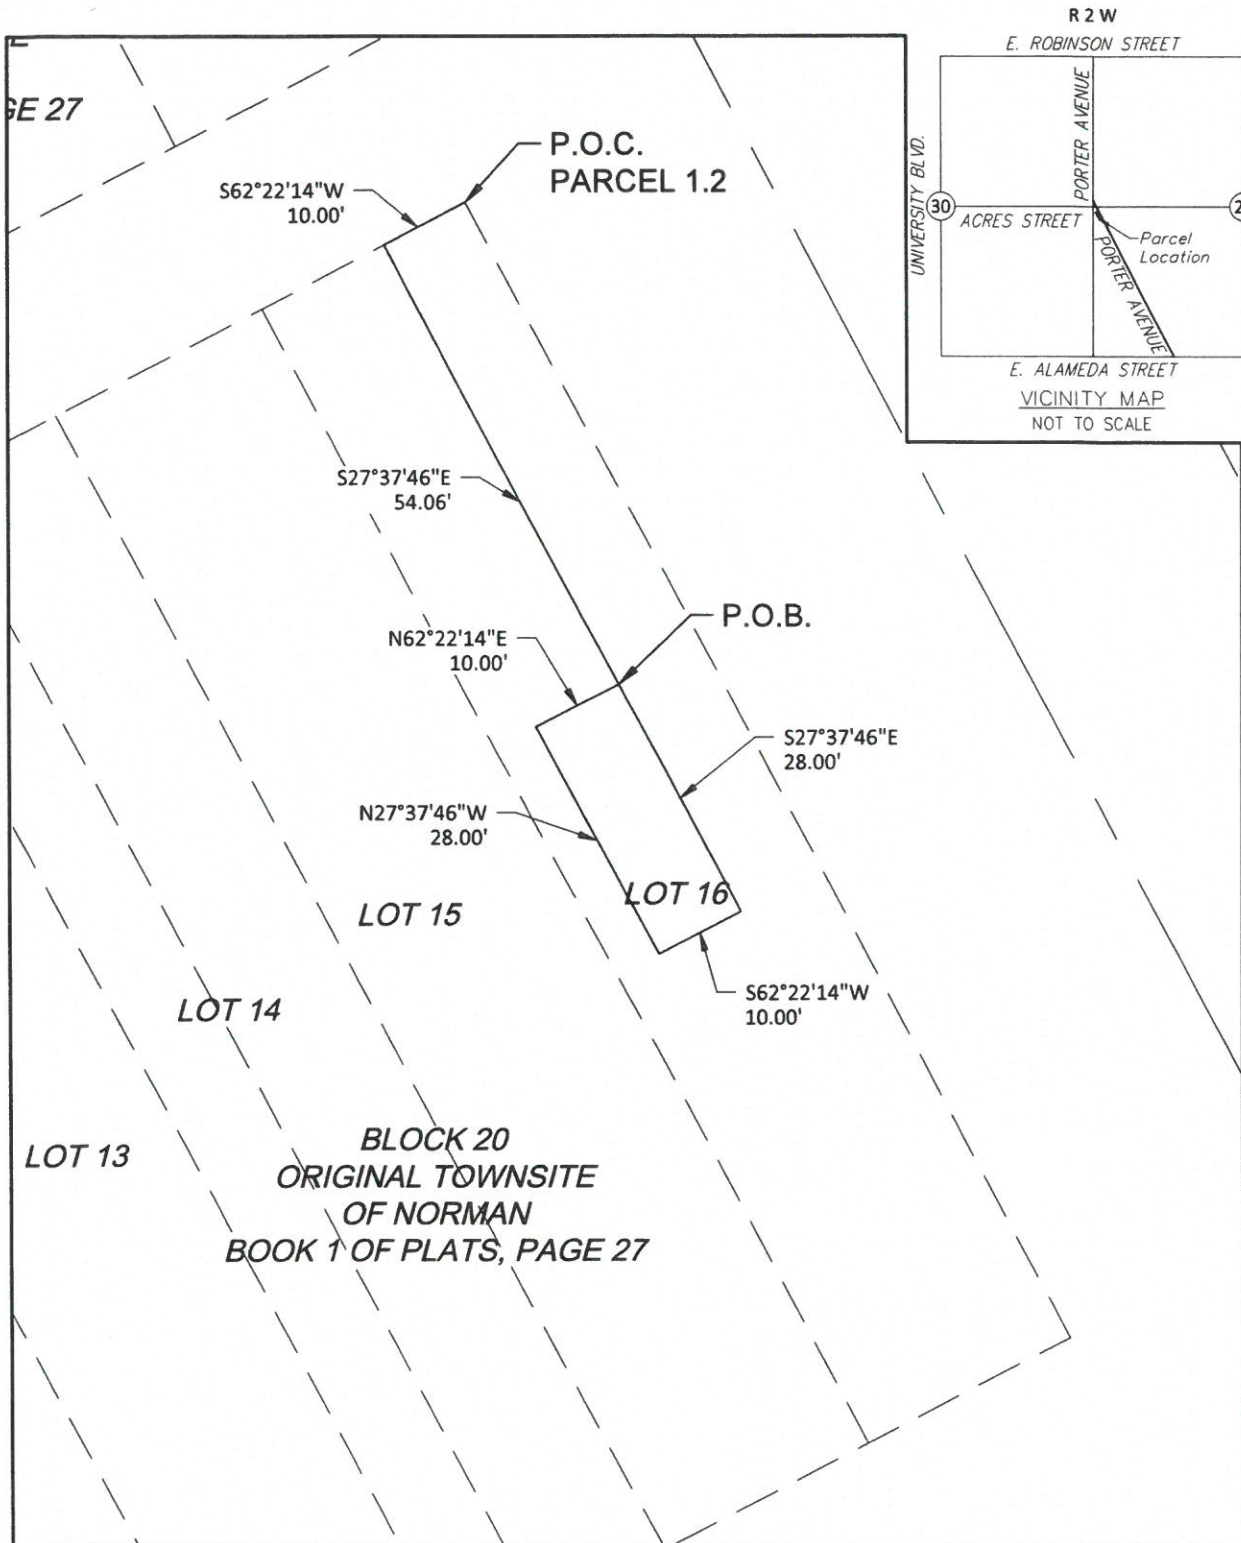 R 2 W
E. ROBINSON STREET
PORTER AVENUE
UNIVERSITY BLVD.
30
2
ACRES STREET
Parcel
Location
PORTER AVENUE
E. ALAMEDA STREET
VICINITY MAP
NOT TO SCALE
GE 27
P.O.C.
PARCEL 1.2
S62°22'14"W
10.00'
S27°37'46"E
54.06'
P.O.B.
N62°22'14"E
10.00'
S27°37'46"E
28.00'
N27°37'46"W
28.00'
LOT 16
LOT 15
S62°22'14"W
10.00'
LOT 14
LOT 13
BLOCK 20
ORIGINAL TOWNSITE
OF NORMAN
BOOK 1 OF PLATS, PAGE 27